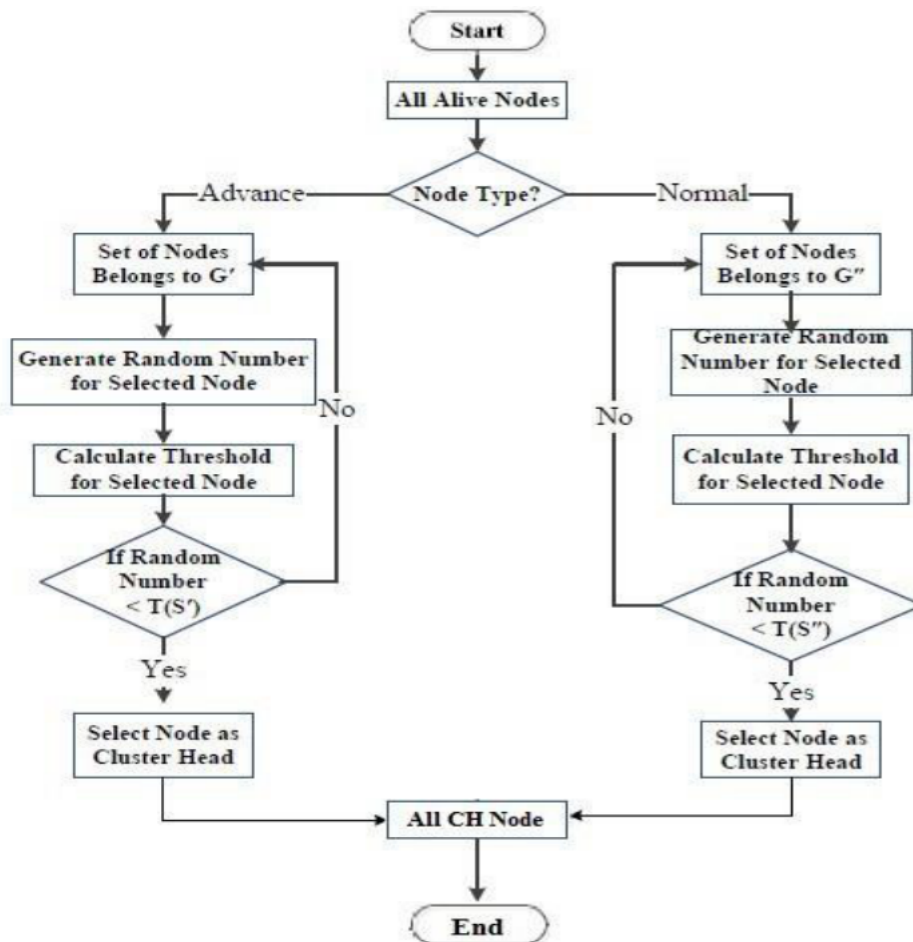 Start
All Alive Nodes
Node Type?
Advance
Normal
Set of Nodes
Belongs to G′
Generate Random Number
for Selected Node
No
Calculate Threshold
for Selected Node
If Random
Number
< T(S′)
Yes
Select Node as
Cluster Head
Set of Nodes
Belongs to G″
Generate Random
Number for Selected
Node
No
Calculate Threshold
for Selected Node
If Random
Number
< T(S″)
Yes
Select Node as
Cluster Head
All CH Node
End